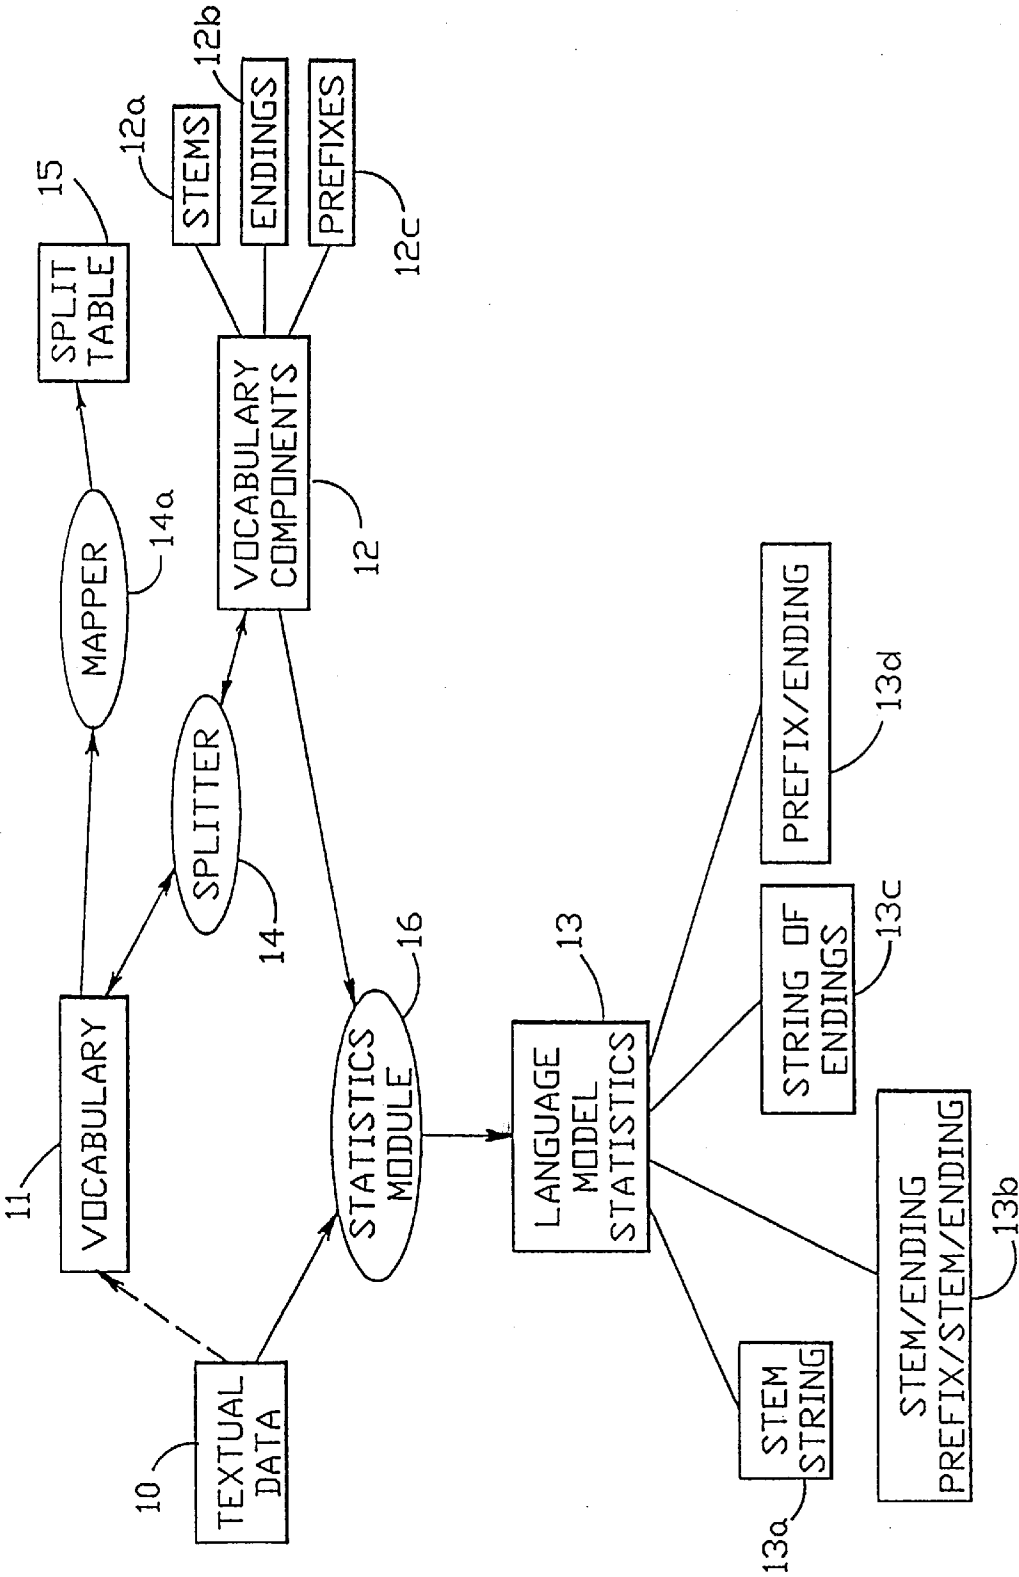 10
TEXTUAL
DATA
11
VOCABULARY
14
SPLITTER
MAPPER
14a
SPLIT
TABLE
15
VOCABULARY
COMPONENTS
12
STEMS
12a
ENDINGS
12b
PREFIXES
12c
STATISTICS
MODULE
16
LANGUAGE
MODEL
STATISTICS
13
STEM
STRING
13a
STEM/ENDING
PREFIX/STEM/ENDING
13b
STRING OF
ENDINGS
13c
PREFIX/ENDING
13d